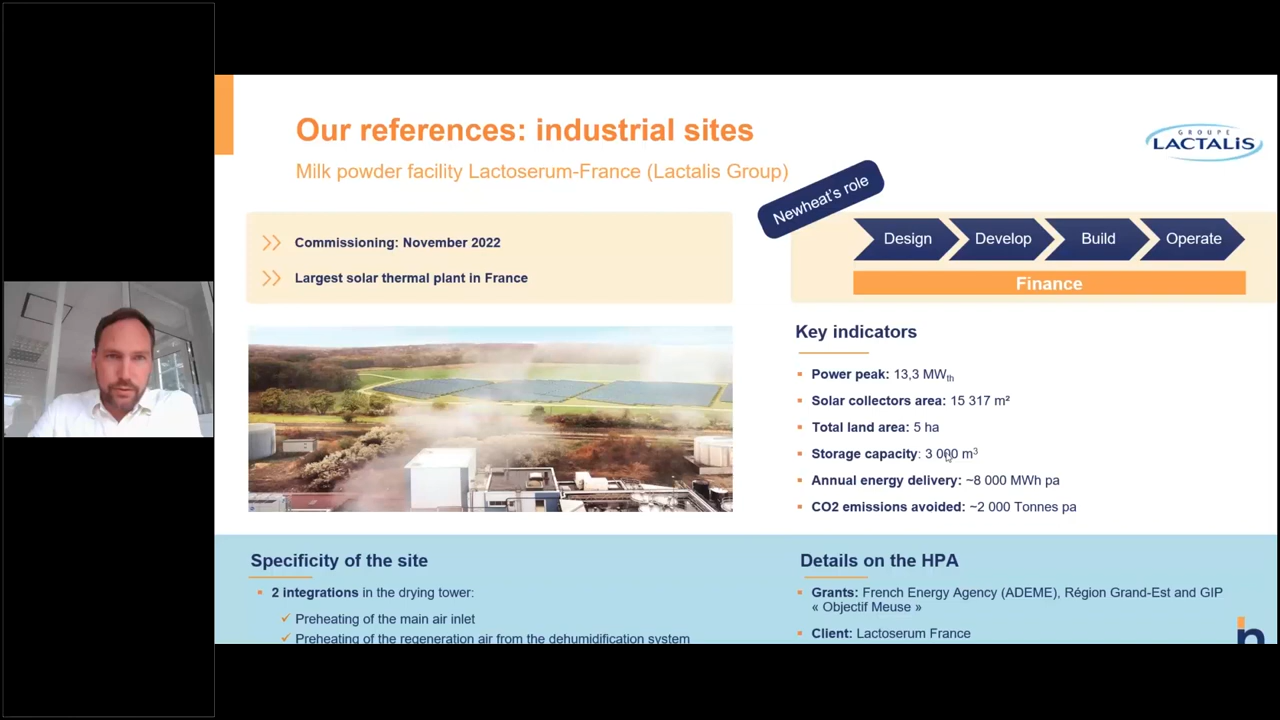 Our references: industrial sites
Milk powder facility Lactoserum-France (Lactalis Group)
GROUPE
LACTALIS
Newheat's role
Commissioning: November 2022
Largest solar thermal plant in France
Design
Develop
Build
Operate
Finance
Key indicators
Power peak: 13,3 MWth
Solar collectors area: 15 317 m²
Total land area: 5 ha
Storage capacity: 3 000 m³
Annual energy delivery: ~8 000 MWh pa
CO2 emissions avoided: ~2 000 Tonnes pa
Specificity of the site
2 integrations in the drying tower:
Preheating of the main air inlet
Preheating of the regeneration air from the dehumidification system
Details on the HPA
Grants: French Energy Agency (ADEME), Région Grand-Est and GIP
« Objectif Meuse »
Client: Lactoserum France